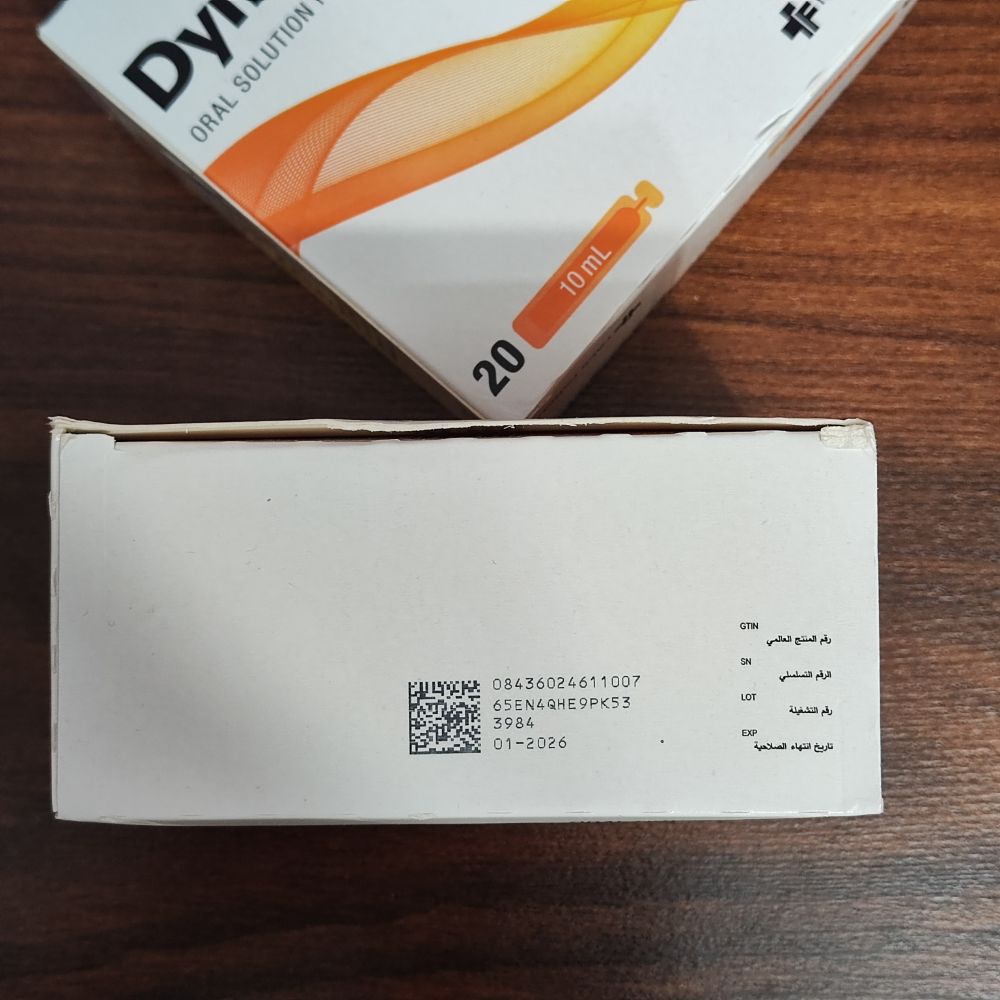 ORAL SOLUTION
10 mL
20
GTIN
رقم المنتج العالمي
SN
الرقم التسلسلي
LOT
رقم التشغيلة
EXP
تاريخ انتهاء الصلاحية
08436024611007
65EN4QHE9PK53
3984
01-2026